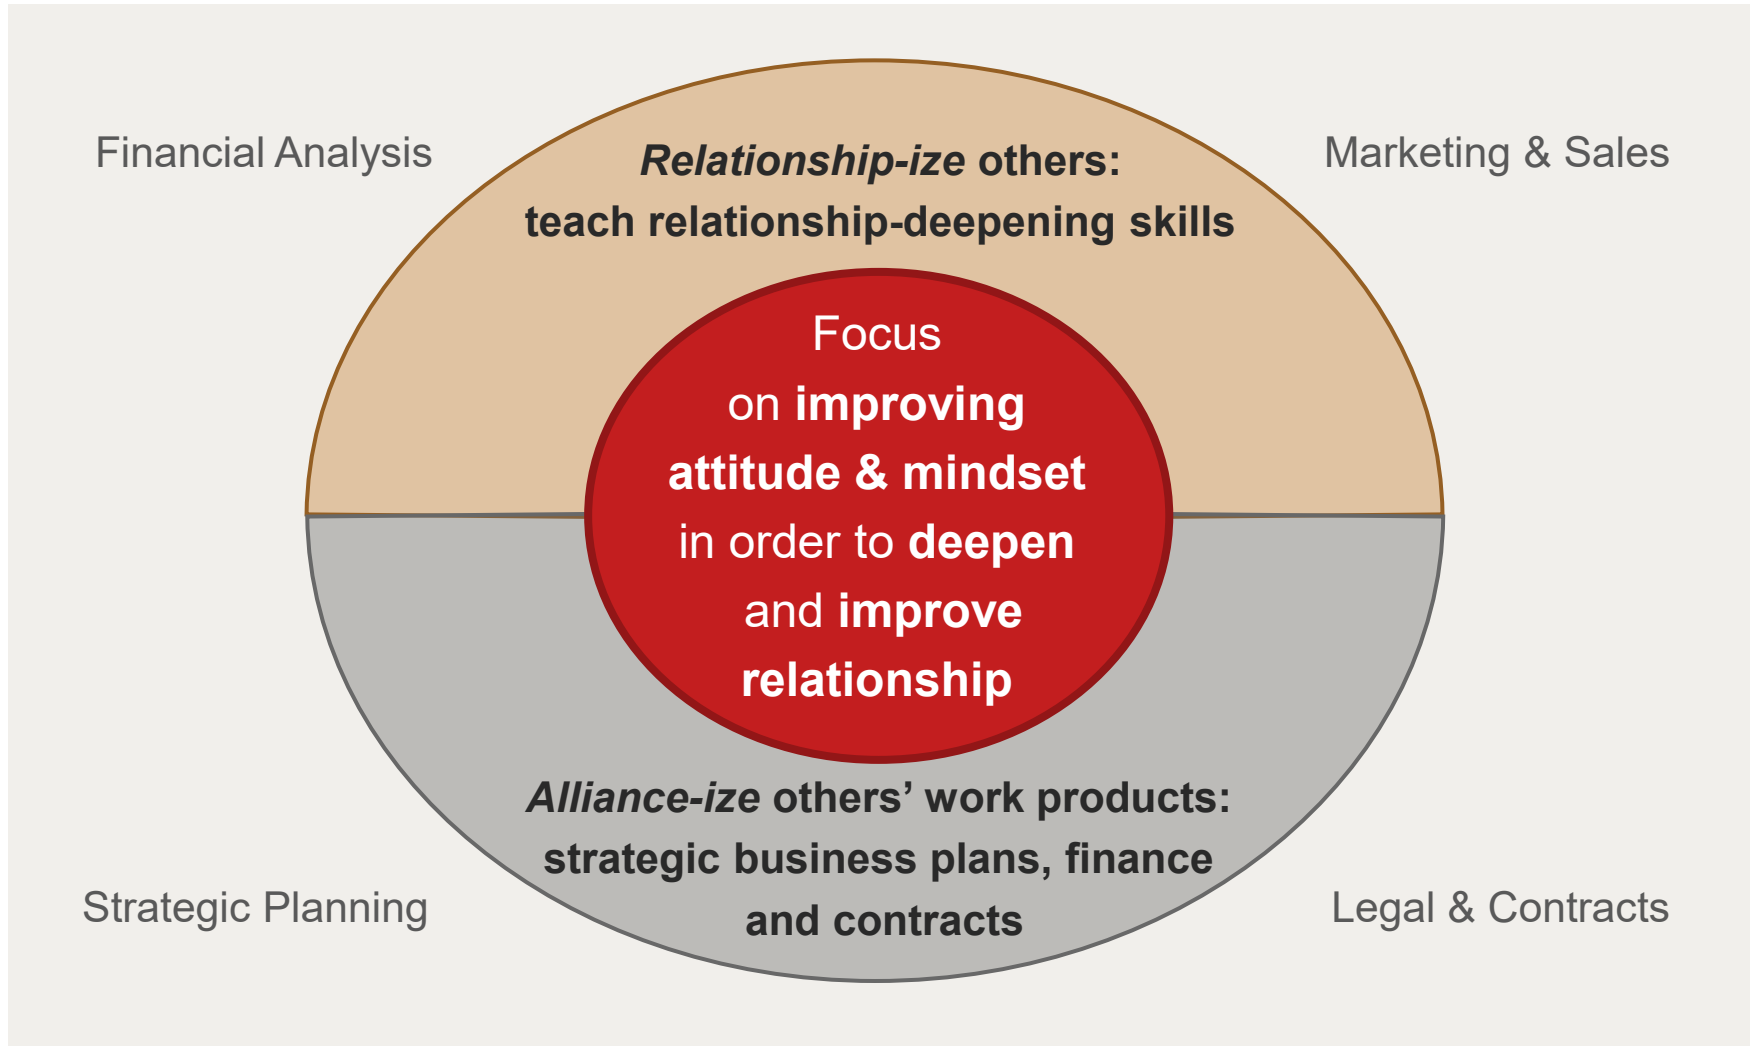 Financial Analysis
Marketing & Sales
Relationship-ize others:
teach relationship-deepening skills
Focus
on improving
attitude & mindset
in order to deepen
and improve
relationship
Alliance-ize others’ work products:
strategic business plans, finance
and contracts
Strategic Planning
Legal & Contracts